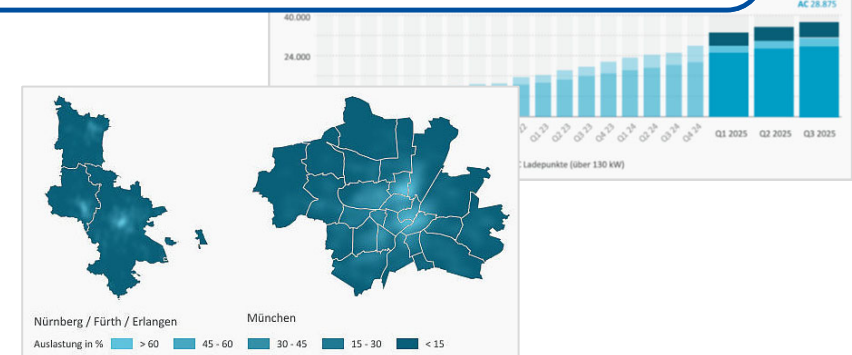 AC 28.875
40.000
24.000
22 Q1 23 Q2 23 Q3 23 Q4 23 Q1 24 Q2 24 Q3 24 Q4 24 Q1 2025 Q2 2025 Q3 2025
Ladepunkte (über 130 kW)
Nürnberg / Fürth / Erlangen
München
Auslastung in % > 60 45 - 60 30 - 45 15 - 30 < 15